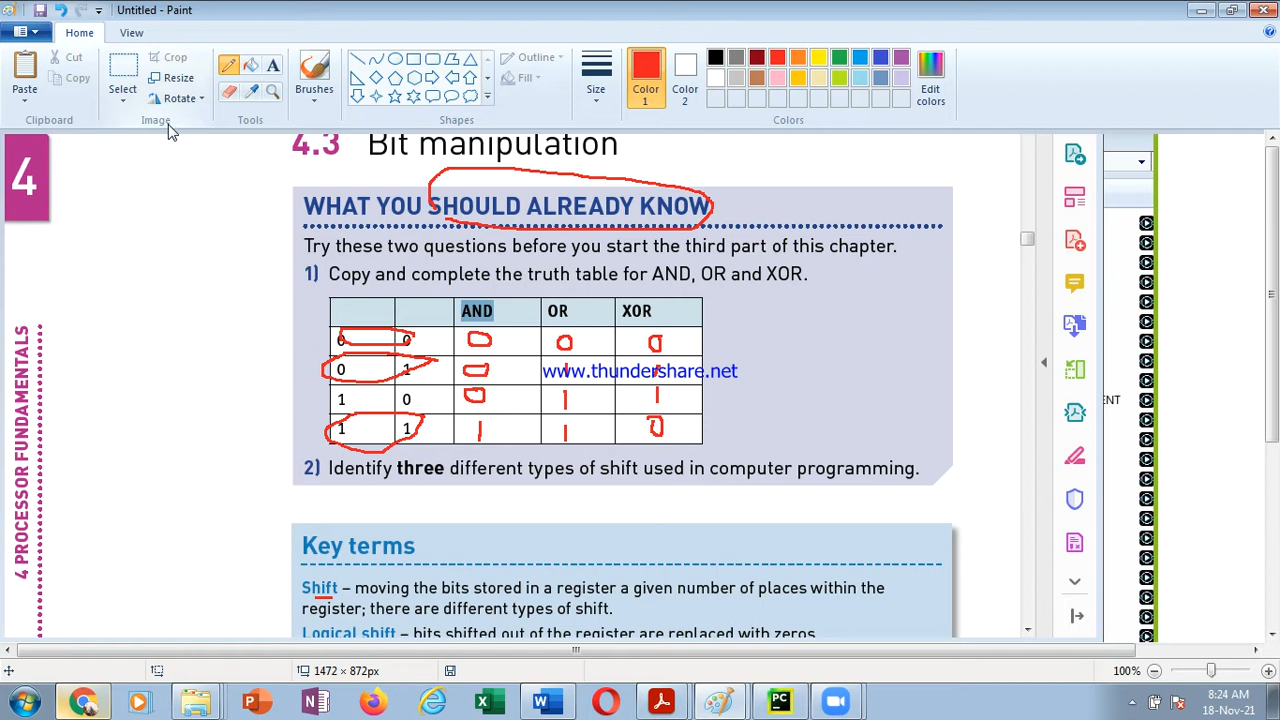 Untitled - Paint
Home
View
Paste
Cut
Copy
Clipboard
Select
Crop
Resize
Rotate
Image
Tools
Brushes
Shapes
Outline
Fill
Size
Color 1
Color 2
Edit colors
Colors
4
4.3 Bit manipulation
WHAT YOU SHOULD ALREADY KNOW
Try these two questions before you start the third part of this chapter.
1) Copy and complete the truth table for AND, OR and XOR.
AND OR XOR
0 0 0 0 0
0 1 0 1 1
www.thundershare.net
1 0 0 1 1
1 1 1 1 0
2) Identify three different types of shift used in computer programming.
Key terms
Shift – moving the bits stored in a register a given number of places within the
register; there are different types of shift.
Logical shift – bits shifted out of the register are replaced with zeros
4 PROCESSOR FUNDAMENTALS
ENT
1472 × 872px
100%
8:24 AM
18-Nov-21